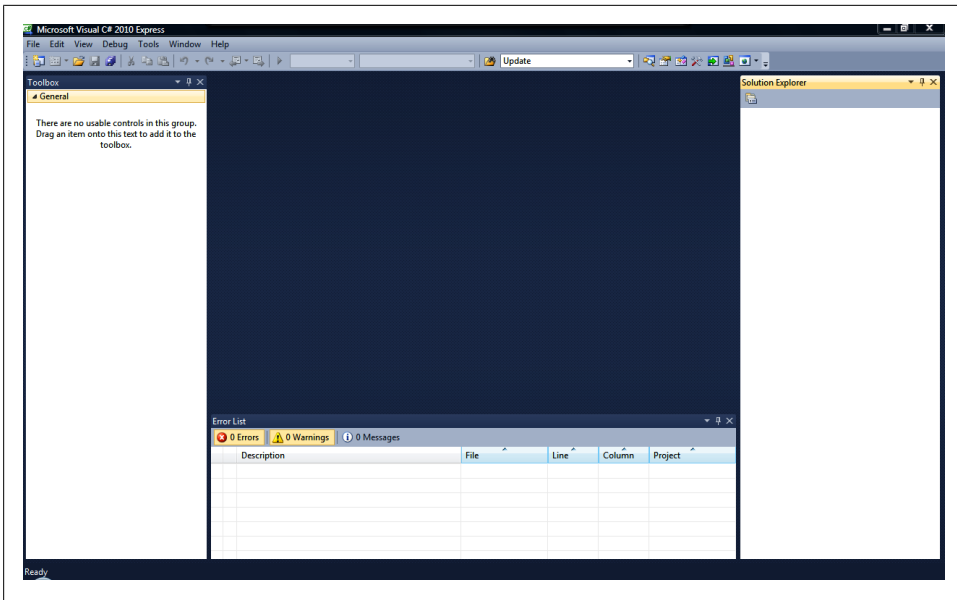 Microsoft Visual C# 2010 Express
File Edit View Debug Tools Window Help
Update
Toolbox
General
There are no usable controls in this group.
Drag an item onto this text to add it to the
toolbox.
Solution Explorer
Error List
0 Errors 0 Warnings 0 Messages
Description File Line Column Project
Ready